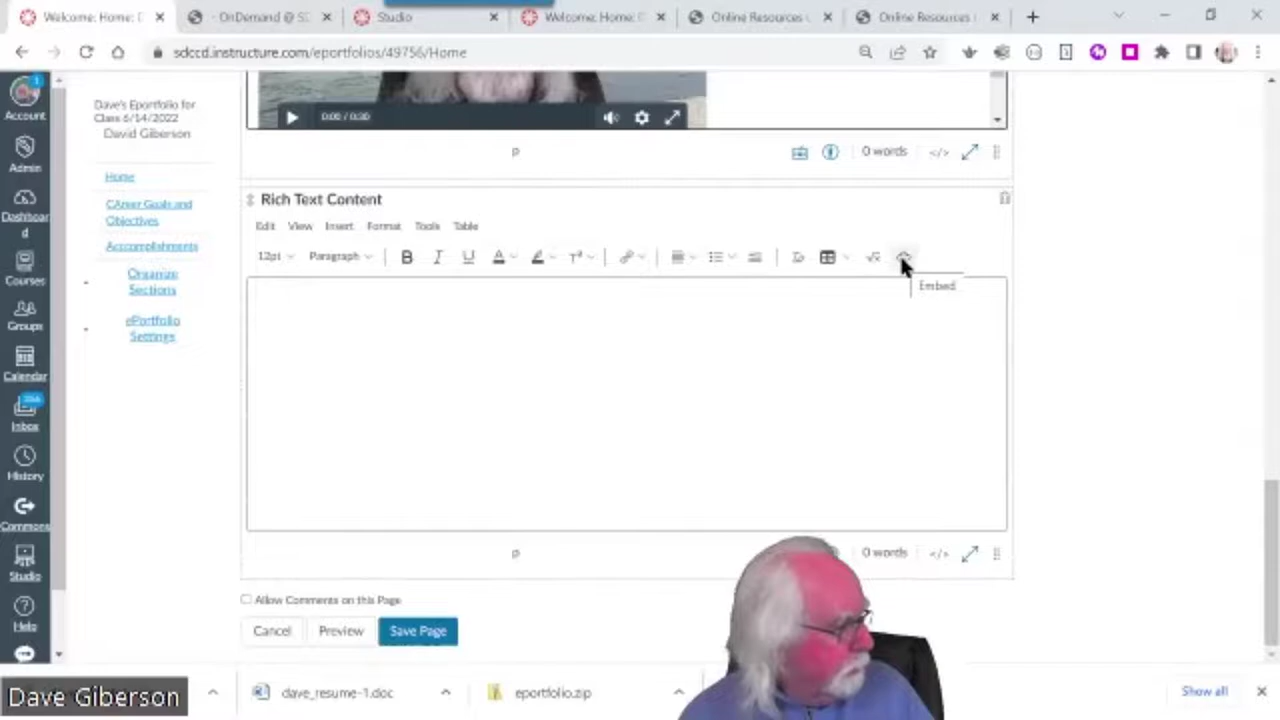 Welcome: Home: D
OnDemand @ SD
Studio
Welcome: Home: D
Online Resources
Online Resources
sdccd.instructure.com/eportfolios/49756/Home
1
Account
Admin
Dashboar
d
Courses
Groups
Calendar
Inbox
History
Commons
Studio
Help
Dave's Eportfolio for
Class 6/14/2022
David Giberson
Home
CAreer Goals and
Objectives
Acccomplishments
Organize
Sections
ePortfolio
Settings
0:00 / 0:30
p
0 words
</>
Rich Text Content
Edit View Insert Format Tools Table
12pt Paragraph B I U A T²
Embed
p
0 words
</>
Allow Comments on this Page
Cancel Preview Save Page
Dave Giberson
dave_resume-1.doc
eportfolio.zip
Show all